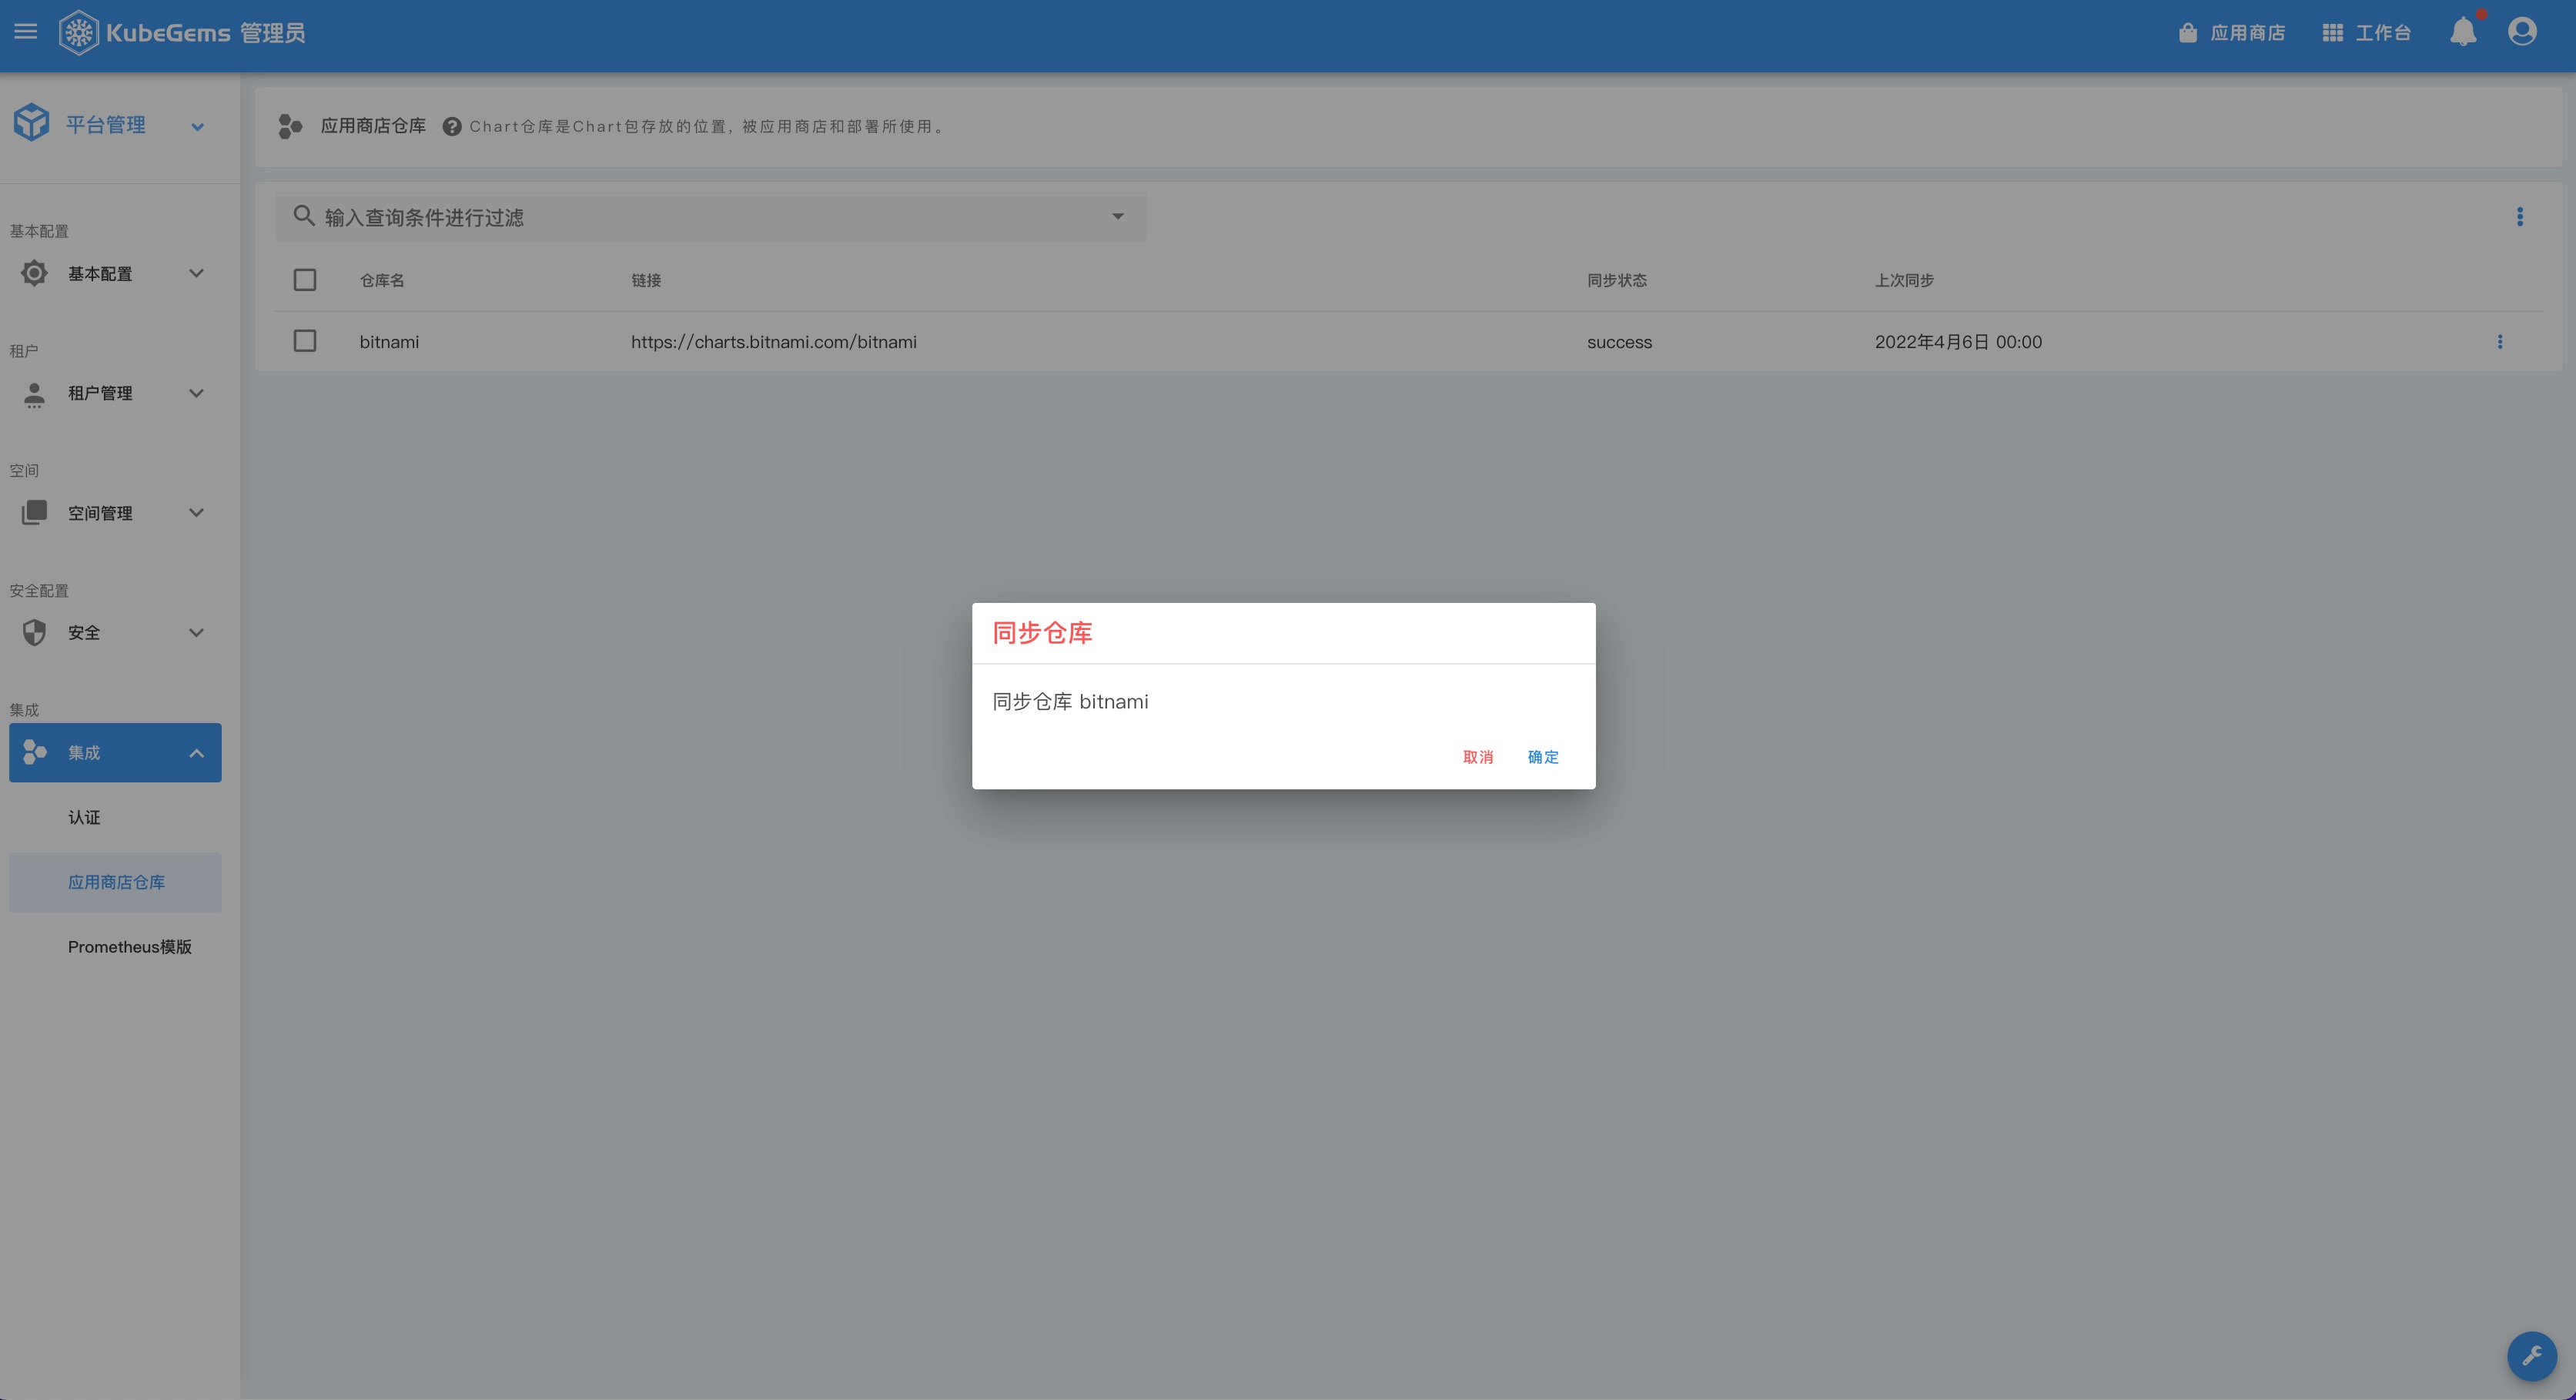 KubeGems 管理员
应用商店
工作台
平台管理
应用商店仓库
Chart仓库是Chart包存放的位置, 被应用商店和部署所使用。
输入查询条件进行过滤
仓库名 链接 同步状态 上次同步
bitnami https://charts.bitnami.com/bitnami success 2022年4月6日 00:00
基本配置
基本配置
租户
租户管理
空间
空间管理
安全配置
安全
集成
集成
认证
应用商店仓库
Prometheus模版
同步仓库
同步仓库 bitnami
取消 确定